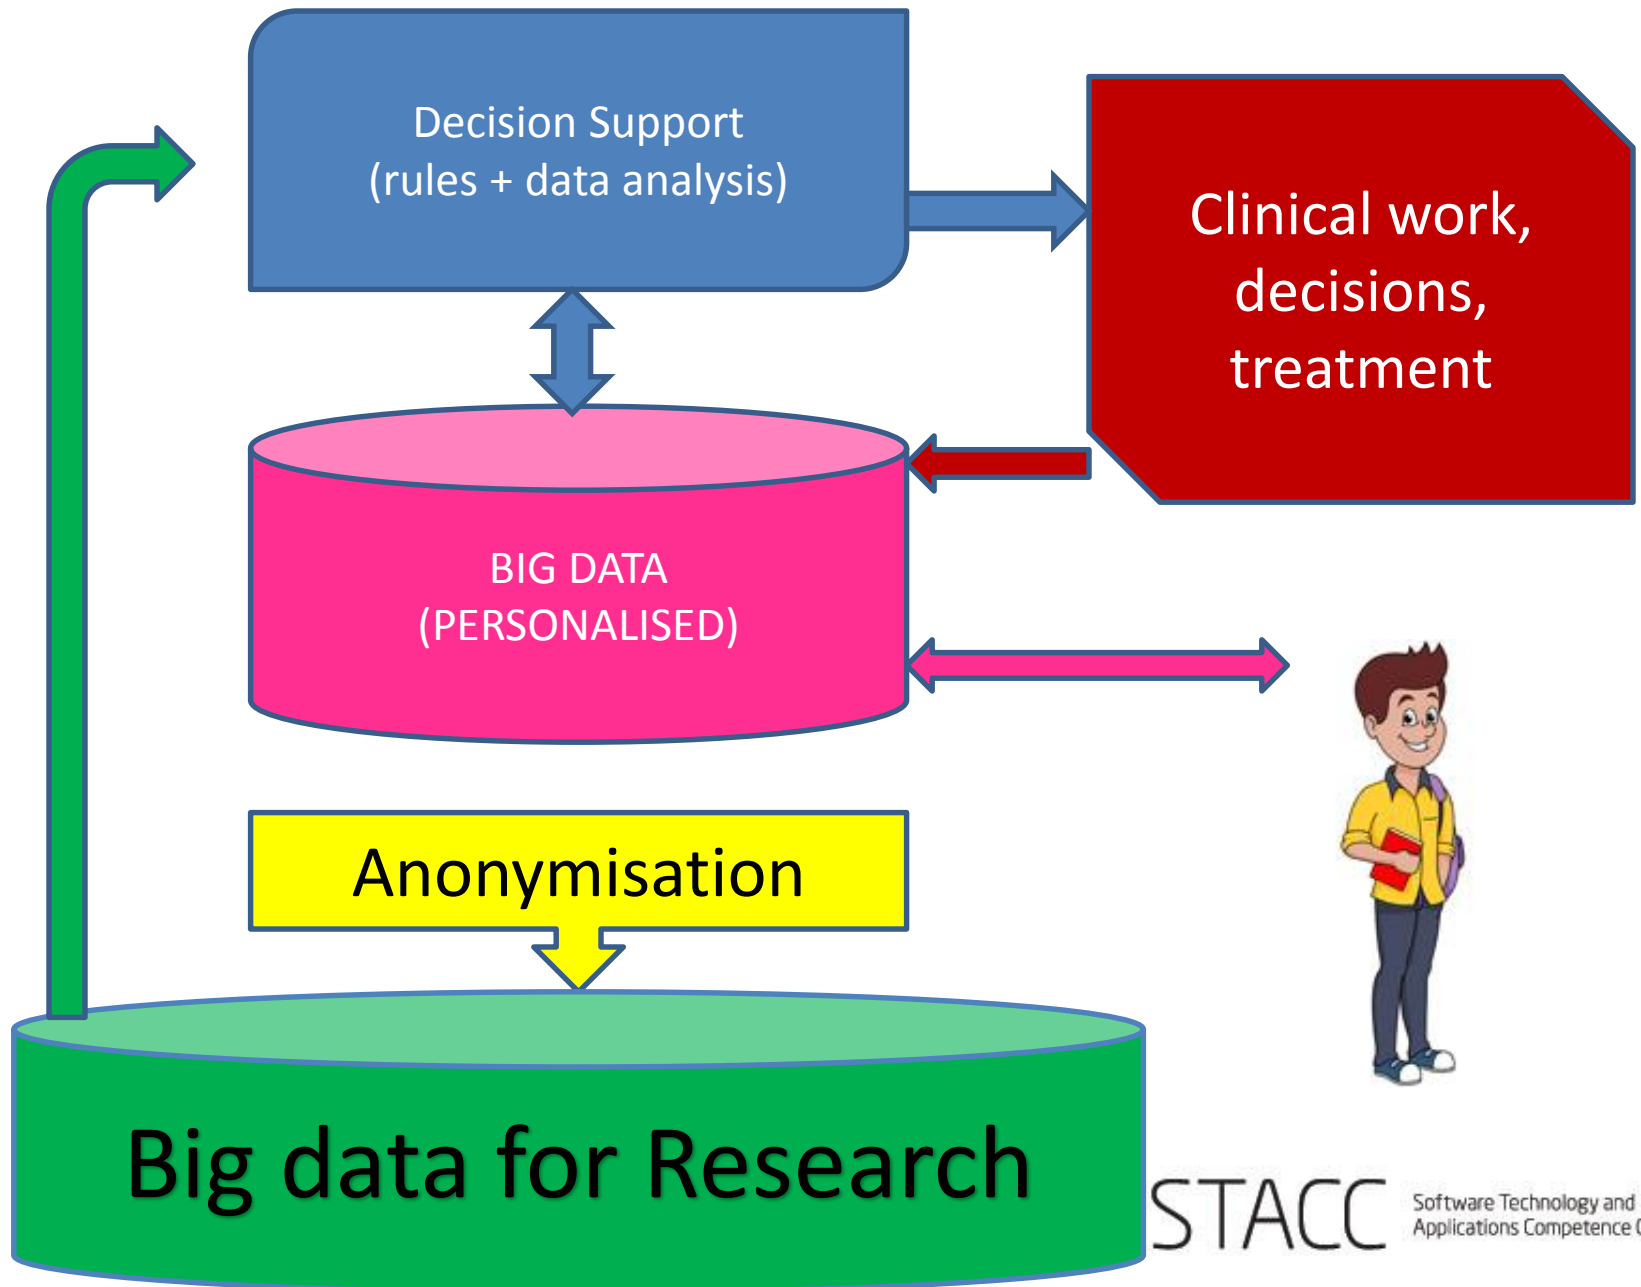 Decision Support
(rules + data analysis)
Clinical work,
decisions,
treatment
BIG DATA
(PERSONALISED)
Anonymisation
Big data for Research
STACC
Software Technology and
Applications Competence